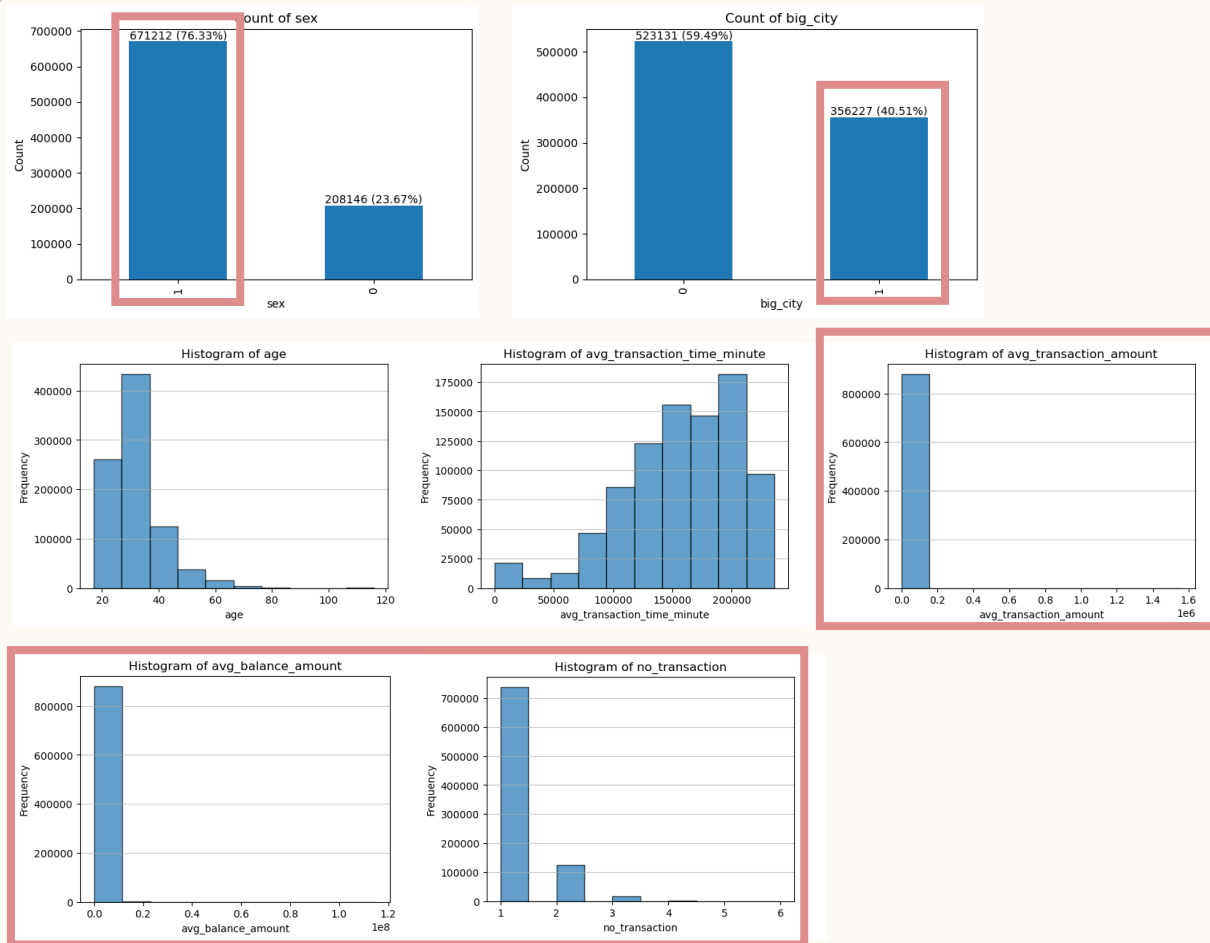 ount of sex
671212 (76.33%)
208146 (23.67%)
700000
600000
500000
400000
300000
200000
100000
0
Count
1
0
sex
Count of big_city
523131 (59.49%)
356227 (40.51%)
500000
400000
300000
200000
100000
0
Count
0
1
big_city
Histogram of age
400000
300000
200000
100000
0
Frequency
20 40 60 80 100 120
age
Histogram of avg_transaction_time_minute
175000
150000
125000
100000
75000
50000
25000
0
Frequency
0 50000 100000 150000 200000
avg_transaction_time_minute
Histogram of avg_transaction_amount
800000
600000
400000
200000
0
Frequency
0.0 0.2 0.4 0.6 0.8 1.0 1.2 1.4 1.6
1e6
avg_transaction_amount
Histogram of avg_balance_amount
800000
600000
400000
200000
0
Frequency
0.0 0.2 0.4 0.6 0.8 1.0 1.2
1e8
avg_balance_amount
Histogram of no_transaction
700000
600000
500000
400000
300000
200000
100000
0
Frequency
1 2 3 4 5 6
no_transaction